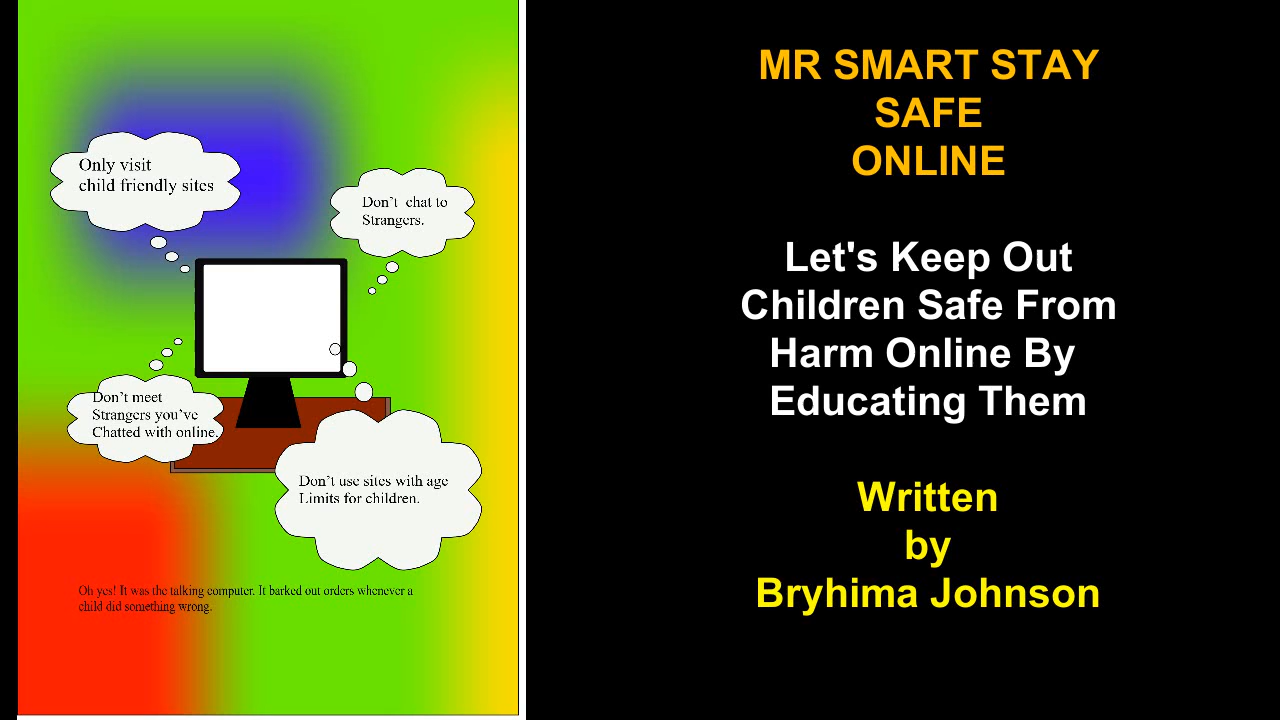 Only visit
child friendly sites
Don't  chat to
Strangers.
Don't meet
Strangers you've
Chatted with online.
Don't use sites with age
Limits for children.
Oh yes! It was the talking computer. It barked out orders whenever a
child did something wrong.
MR SMART STAY
SAFE
ONLINE
Let's Keep Out
Children Safe From
Harm Online By
Educating Them
Written
by
Bryhima Johnson